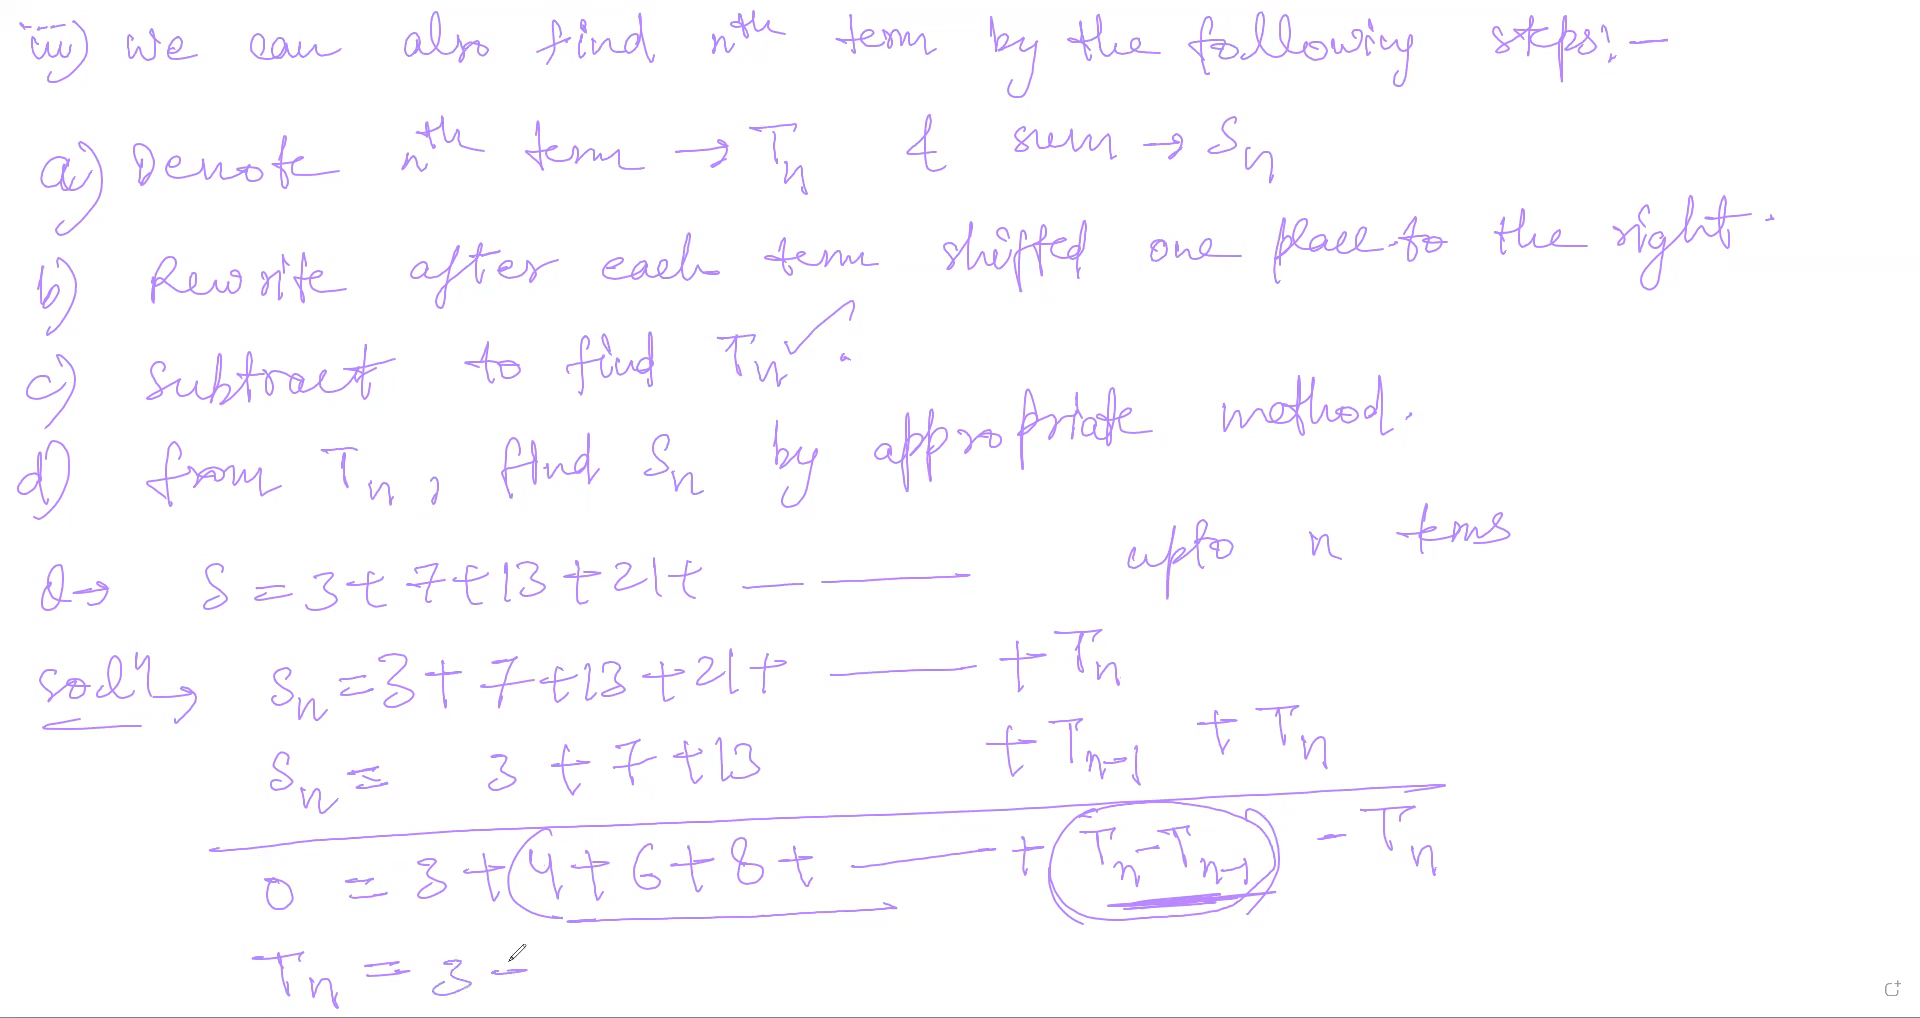 iii) we can also find nth term by the following steps:-
a) Denote nth term → Tn & sum → Sn
b) Rewrite after each term shifted one place to the right.
c) subtract to find Tn ✓.
d) from Tn, find Sn by appropriate method.
Q→ S = 3+7+13+21+ —— upto n tems
sol^n→ Sn = 3+7+13+21+ —— + Tn
Sn = 3+7+13 + Tn-1 + Tn
0 = 3+4+6+8+ —— + Tn-Tn-1 - Tn
Tn = 3 -